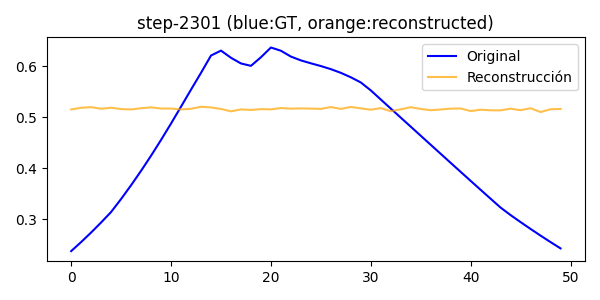 step-2301 (blue:GT, orange:reconstructed)
Original
Reconstrucción
0.6
0.5
0.4
0.3
0 10 20 30 40 50